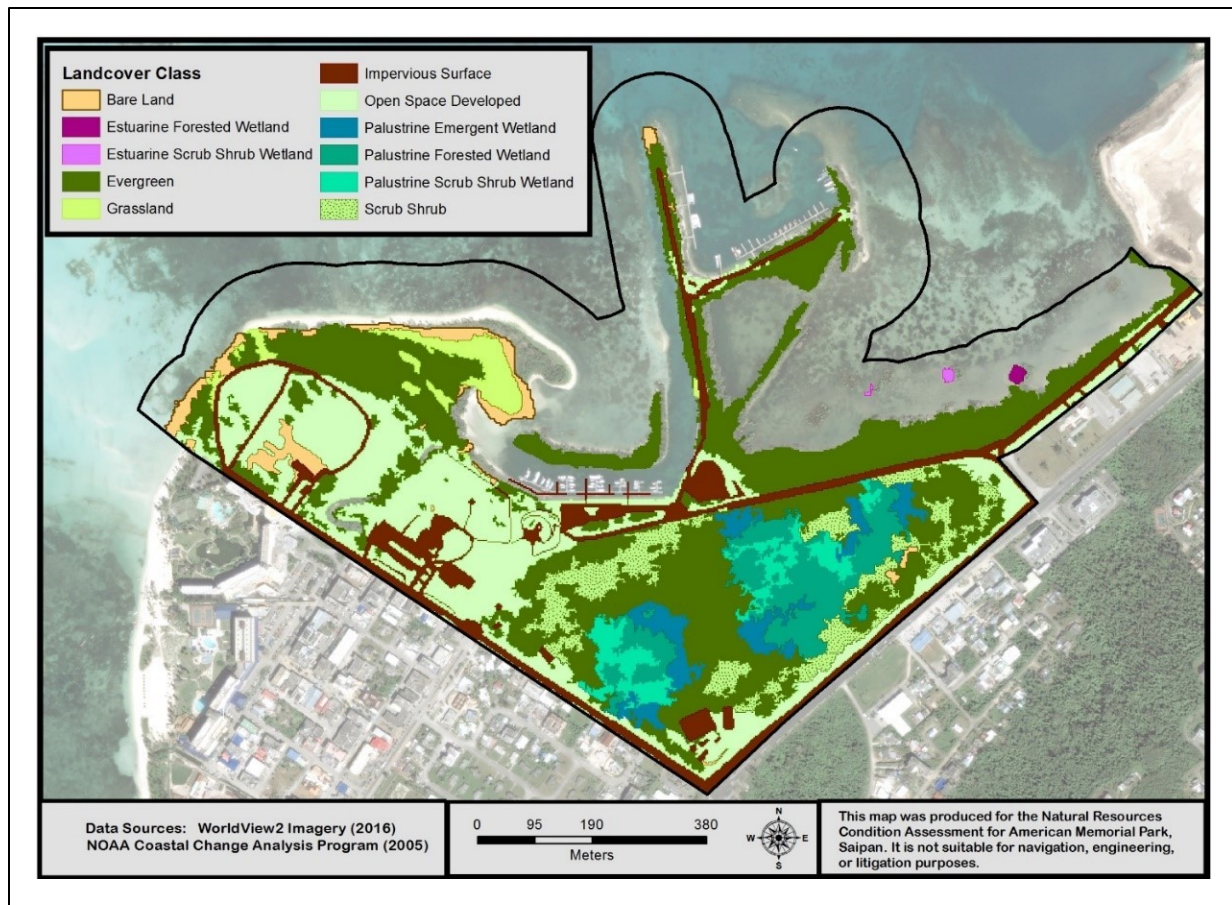 Landcover Class
Bare Land
Estuarine Forested Wetland
Estuarine Scrub Shrub Wetland
Evergreen
Grassland
Impervious Surface
Open Space Developed
Palustrine Emergent Wetland
Palustrine Forested Wetland
Palustrine Scrub Shrub Wetland
Scrub Shrub
Data Sources: WorldView2 Imagery (2016)
NOAA Coastal Change Analysis Program (2005)
0 95 190 380
Meters
N
W E
S
This map was produced for the Natural Resources
Condition Assessment for American Memorial Park,
Saipan. It is not suitable for navigation, engineering,
or litigation purposes.